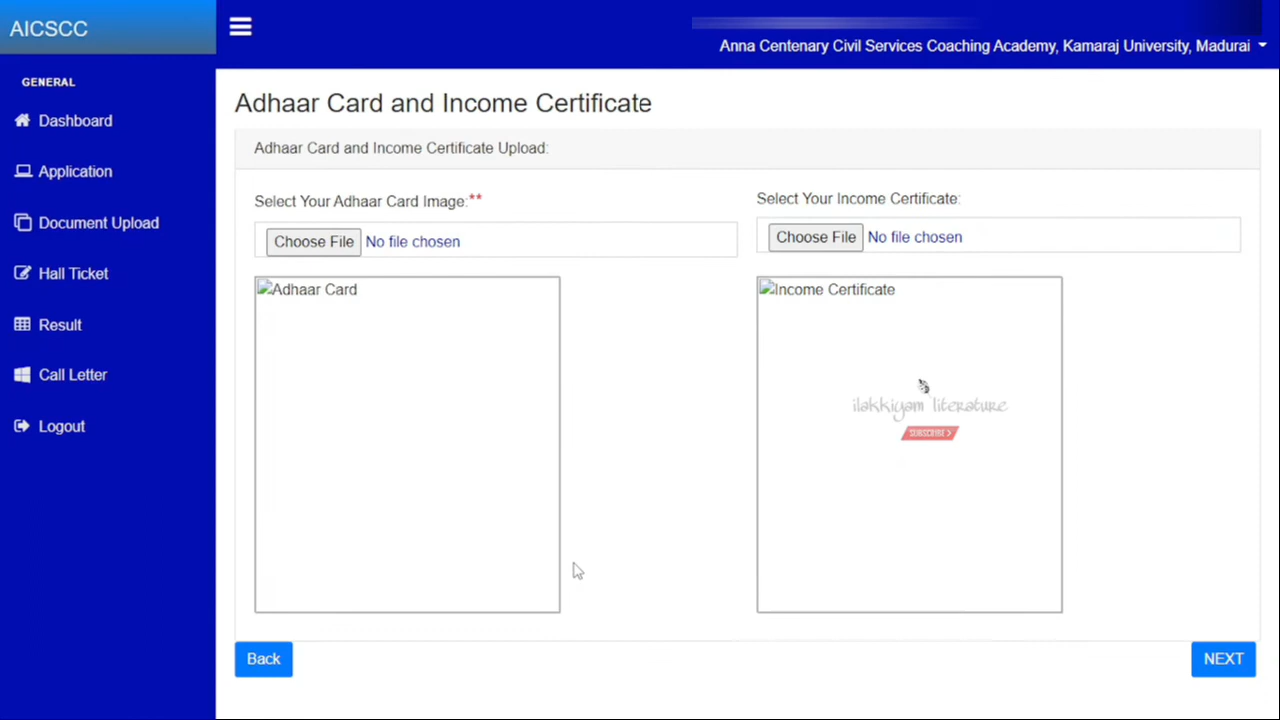 AICSCC
Anna Centenary Civil Services Coaching Academy, Kamaraj University, Madurai
GENERAL
Dashboard
Application
Document Upload
Hall Ticket
Result
Call Letter
Logout
Adhaar Card and Income Certificate
Adhaar Card and Income Certificate Upload:
Select Your Adhaar Card Image:**
Choose File No file chosen
Adhaar Card
Select Your Income Certificate:
Choose File No file chosen
Income Certificate
ilakkiyam literature
SUBSCRIBE >
Back
NEXT